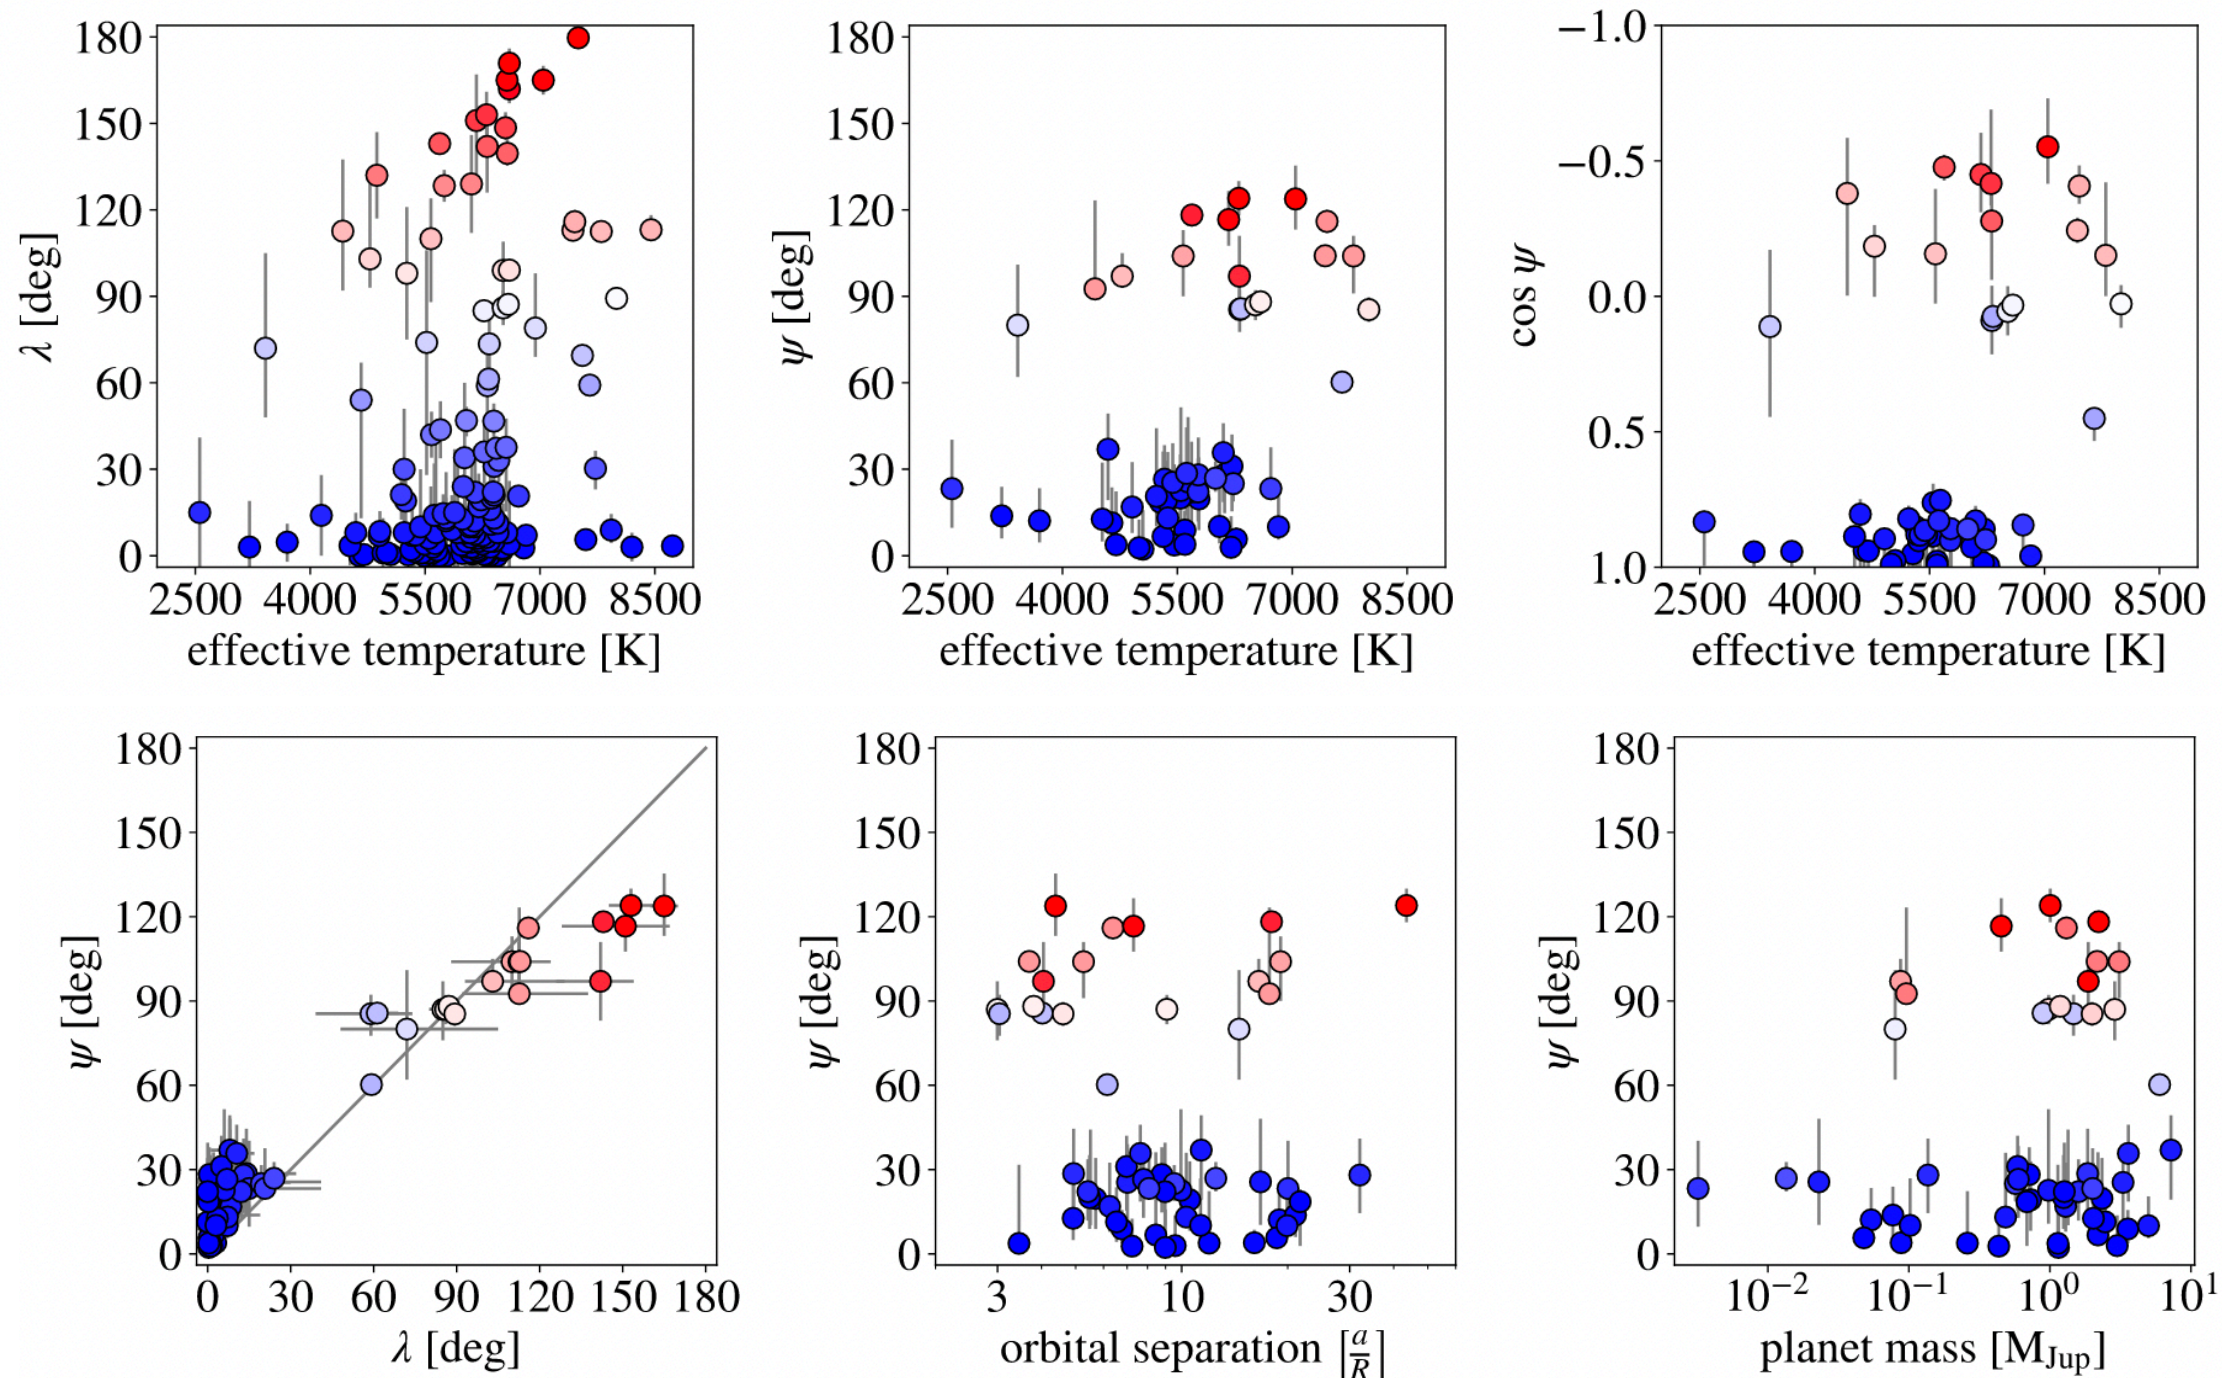 180
150
120
90
60
30
0
λ [deg]
2500 4000 5500 7000 8500
effective temperature [K]
180
150
120
90
60
30
0
ψ [deg]
2500 4000 5500 7000 8500
effective temperature [K]
−1.0
−0.5
0.0
0.5
1.0
cos ψ
2500 4000 5500 7000 8500
effective temperature [K]
180
150
120
90
60
30
0
ψ [deg]
0 30 60 90 120 150 180
λ [deg]
180
150
120
90
60
30
0
ψ [deg]
3 10 30
orbital separation [a/R]
180
150
120
90
60
30
0
ψ [deg]
10⁻² 10⁻¹ 10⁰ 10¹
planet mass [M_Jup]